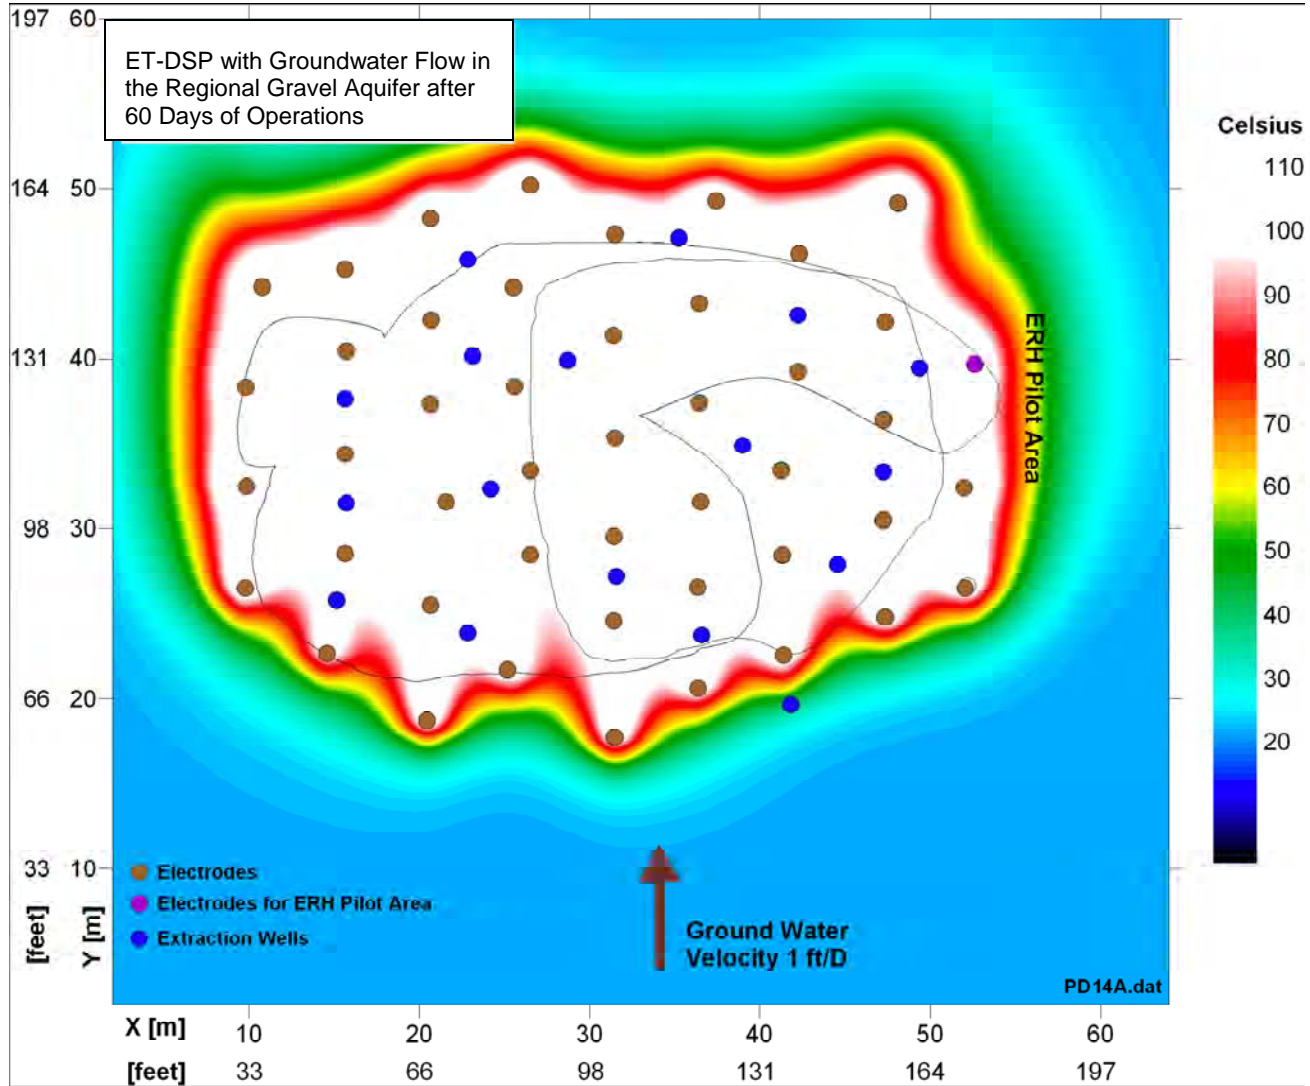 197 60
ET-DSP with Groundwater Flow in
the Regional Gravel Aquifer after
60 Days of Operations
Celsius
110
100
90
80
70
60
50
40
30
20
164 50
131 40
98 30
66 20
33 10
[feet]
Y [m]
ERH Pilot Area
Electrodes
Electrodes for ERH Pilot Area
Extraction Wells
Ground Water
Velocity 1 ft/D
PD14A.dat
X [m] 10 20 30 40 50 60
[feet] 33 66 98 131 164 197